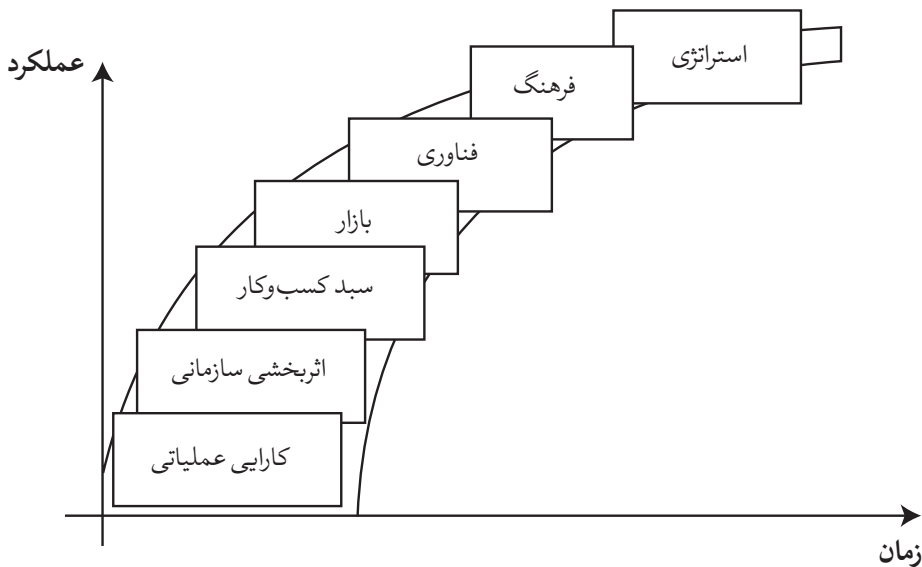 عملکرد
استراتژی
فرهنگ
فناوری
بازار
سبد کسب‌وکار
اثربخشی سازمانی
کارایی عملیاتی
زمان